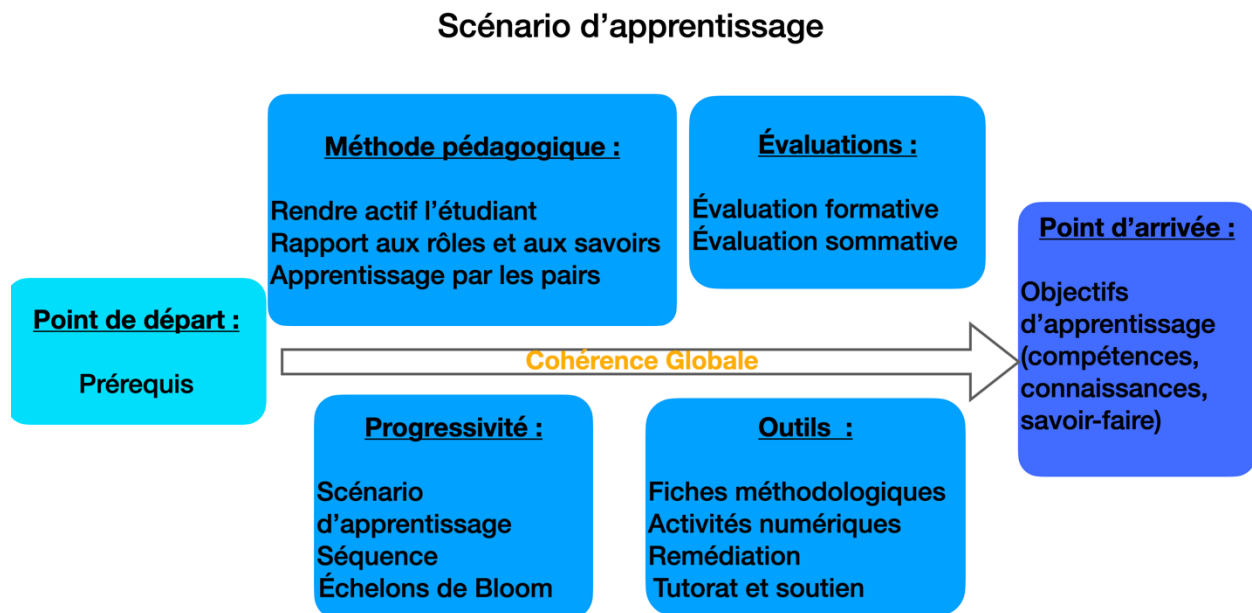 Scénario d’apprentissage
Méthode pédagogique :
Rendre actif l’étudiant
Rapport aux rôles et aux savoirs
Apprentissage par les pairs
Évaluations :
Évaluation formative
Évaluation sommative
Point de départ :
Prérequis
Cohérence Globale
Point d’arrivée :
Objectifs
d’apprentissage
(compétences,
connaissances,
savoir-faire)
Progressivité :
Scénario
d’apprentissage
Séquence
Échelons de Bloom
Outils :
Fiches méthodologiques
Activités numériques
Remédiation
Tutorat et soutien